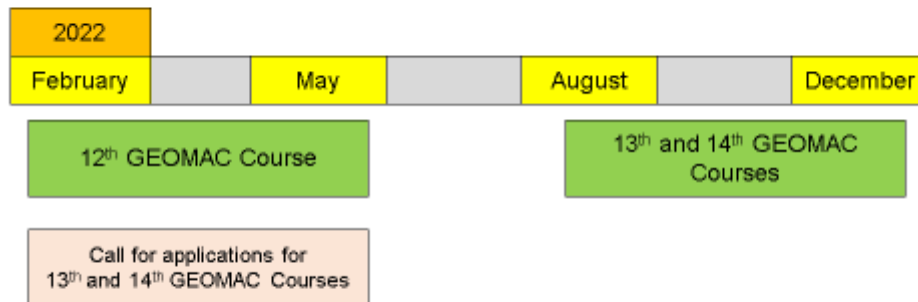 2022
February May August December
12th GEOMAC Course
13th and 14th GEOMAC
Courses
Call for applications for
13th and 14th GEOMAC Courses